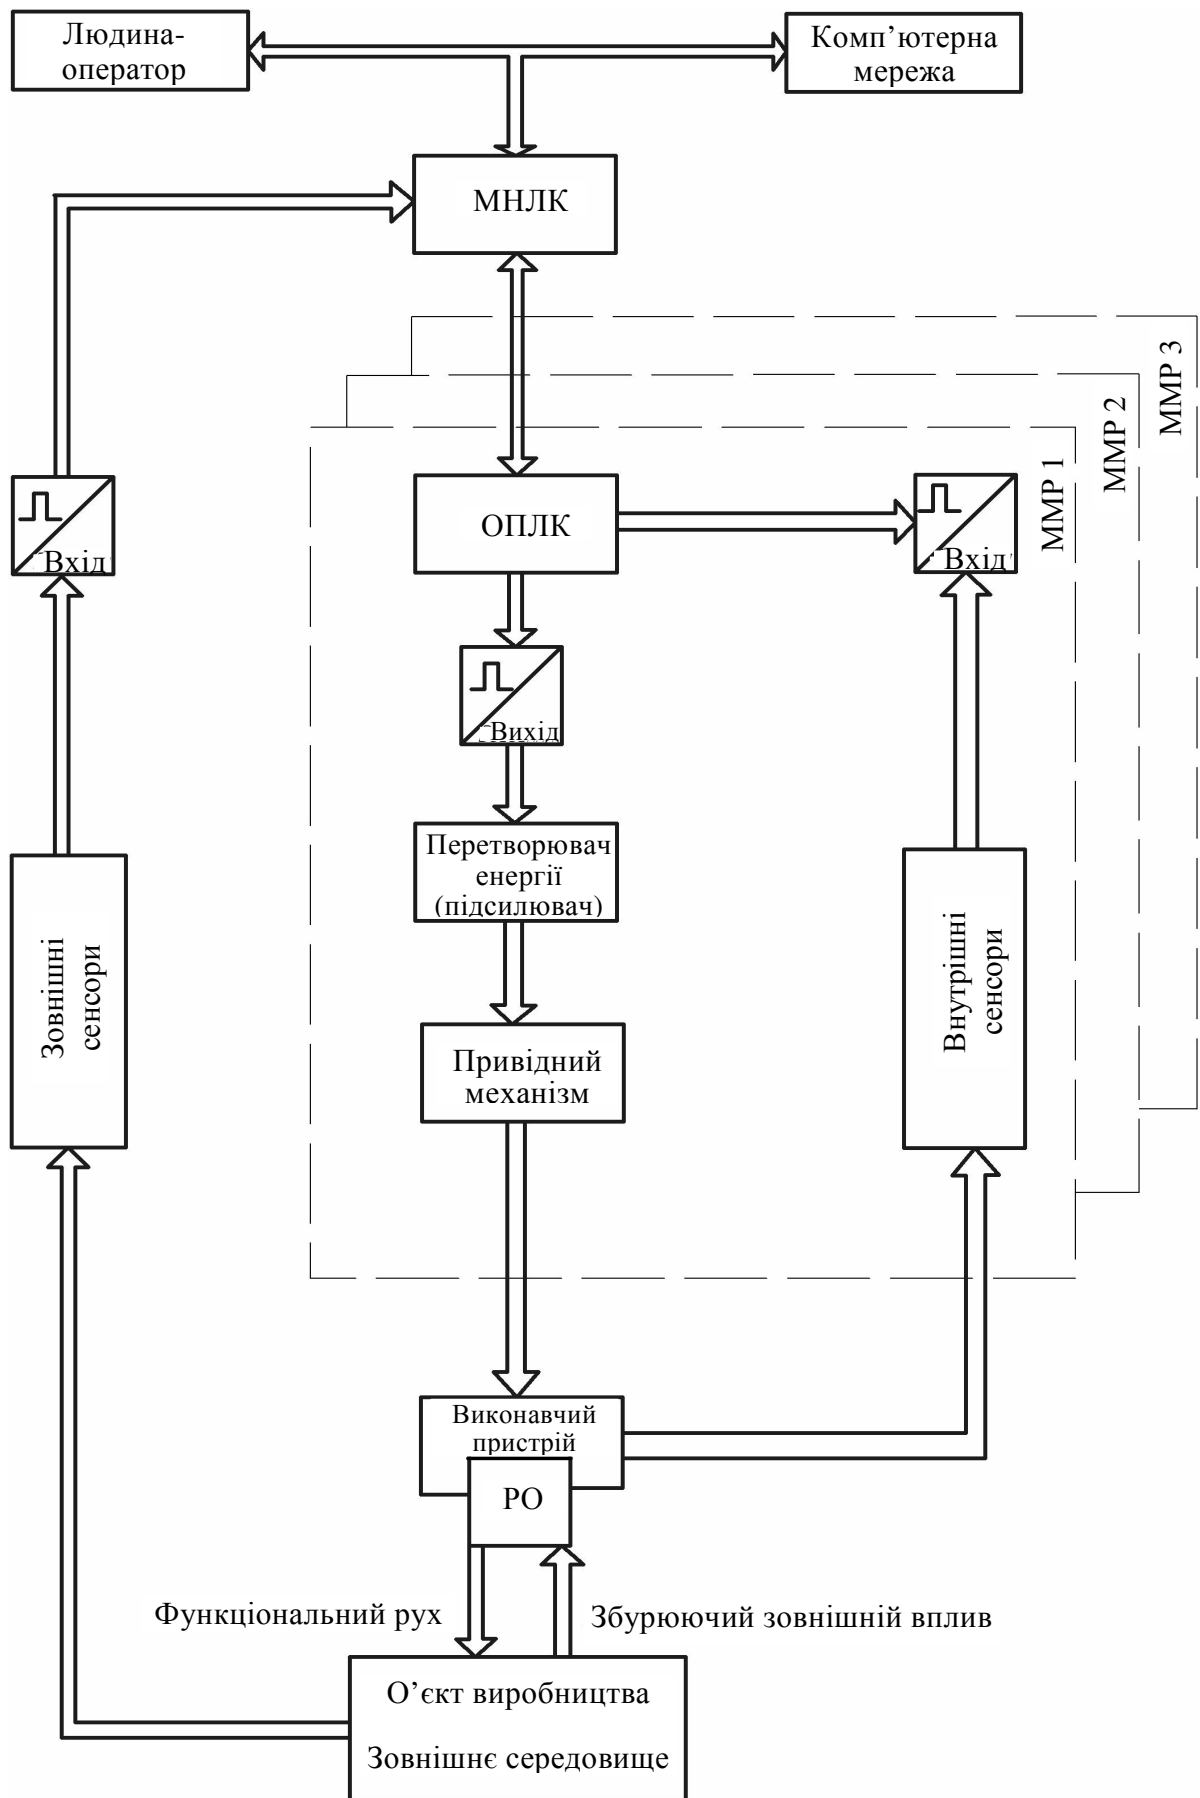 Людина-
оператор
Комп’ютерна
мережа
МНЛК
ММР 3
ММР 2
ММР 1
ОПЛК
Вхід
Вхід
Вихід
Перетворювач
енергії
(підсилювач)
Зовнішні
сенсори
Внутрішні
сенсори
Привідний
механізм
Виконавчий
пристрій
РО
Функціональний рух
Збурюючий зовнішній вплив
О’єкт виробництва
Зовнішнє середовище